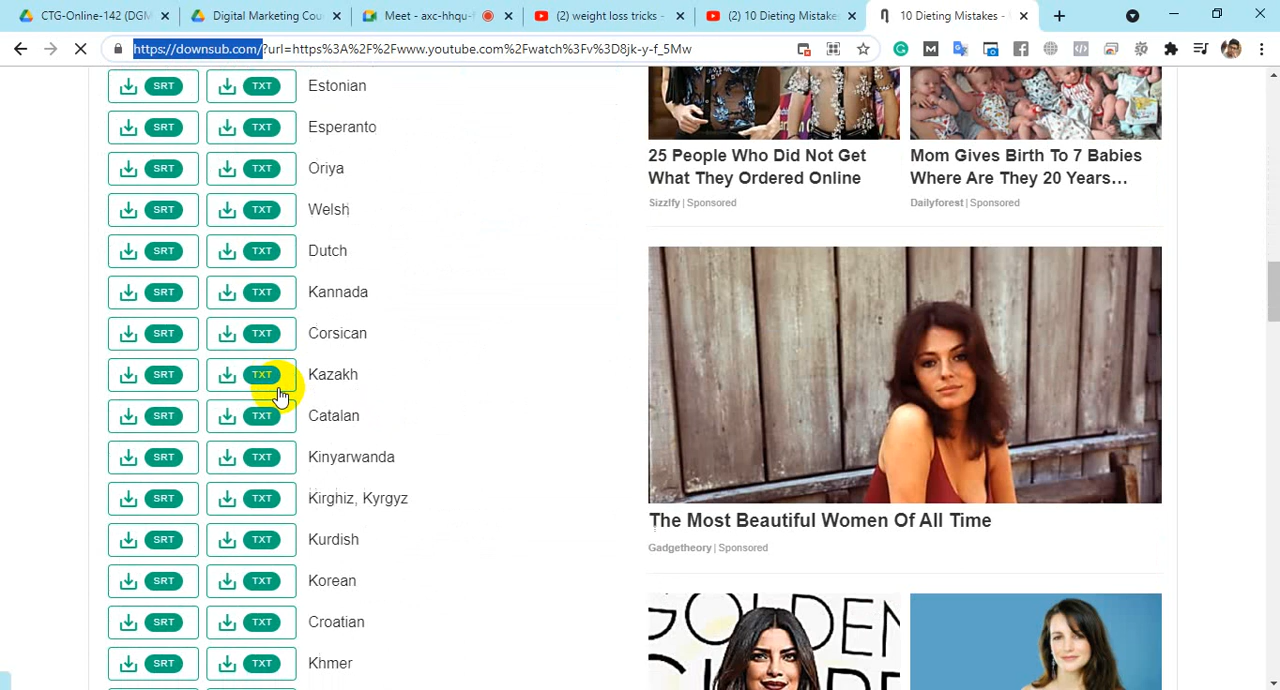 CTG-Online-142 (DGM
Digital Marketing Cours
Meet - axc-hhqu-f
(2) weight loss tricks -
(2) 10 Dieting Mistake
10 Dieting Mistakes -
https://downsub.com/?url=https%3A%2F%2Fwww.youtube.com%2Fwatch%3Fv%3D6jk-y-f_5Mw
SRT TXT Estonian
SRT TXT Esperanto
SRT TXT Oriya
SRT TXT Welsh
SRT TXT Dutch
SRT TXT Kannada
SRT TXT Corsican
SRT TXT Kazakh
SRT TXT Catalan
SRT TXT Kinyarwanda
SRT TXT Kirghiz, Kyrgyz
SRT TXT Kurdish
SRT TXT Korean
SRT TXT Croatian
SRT TXT Khmer
25 People Who Did Not Get
What They Ordered Online
Sizzlfy | Sponsored
Mom Gives Birth To 7 Babies
Where Are They 20 Years…
Dailyforest | Sponsored
The Most Beautiful Women Of All Time
Gadgetheory | Sponsored
GOLDEN